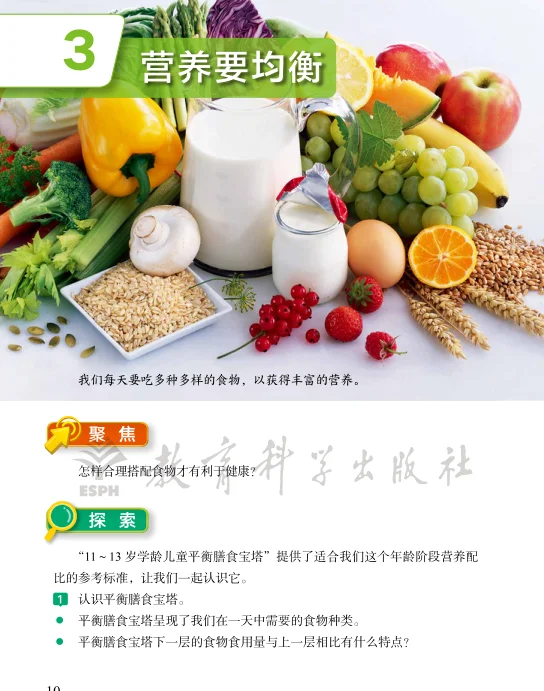 3
营养要均衡
我们每天要吃多种多样的食物，以获得丰富的营养。
聚焦
教育科学出版社
ESPH
怎样合理搭配食物才有利于健康?
探索
“11～13 岁学龄儿童平衡膳食宝塔”提供了适合我们这个年龄阶段营养配
比的参考标准，让我们一起认识它。
1 认识平衡膳食宝塔。
● 平衡膳食宝塔呈现了我们在一天中需要的食物种类。
● 平衡膳食宝塔下一层的食物食用量与上一层相比有什么特点?
10